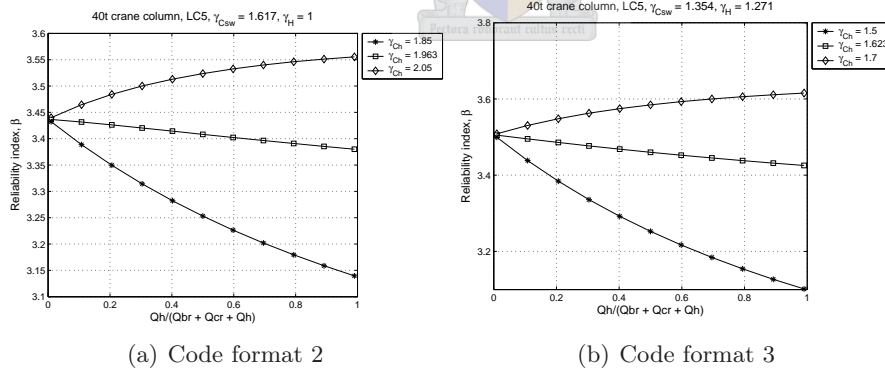 40t crane column, LC5, γCsw = 1.617, γH = 1
3.6
3.55
3.5
3.45
3.4
3.35
3.3
3.25
3.2
3.15
3.1
Reliability index, β
0 0.2 0.4 0.6 0.8 1
Qh/(Qbr + Qcr + Qh)
γCh = 1.85
γCh = 1.963
γCh = 2.05
(a) Code format 2
40t crane column, LC5, γCsw = 1.354, γH = 1.271
Pectora roborant cultus recti
3.8
3.6
3.4
3.2
Reliability index, β
0 0.2 0.4 0.6 0.8 1
Qh/(Qbr + Qcr + Qh)
γCh = 1.5
γCh = 1.623
γCh = 1.7
(b) Code format 3